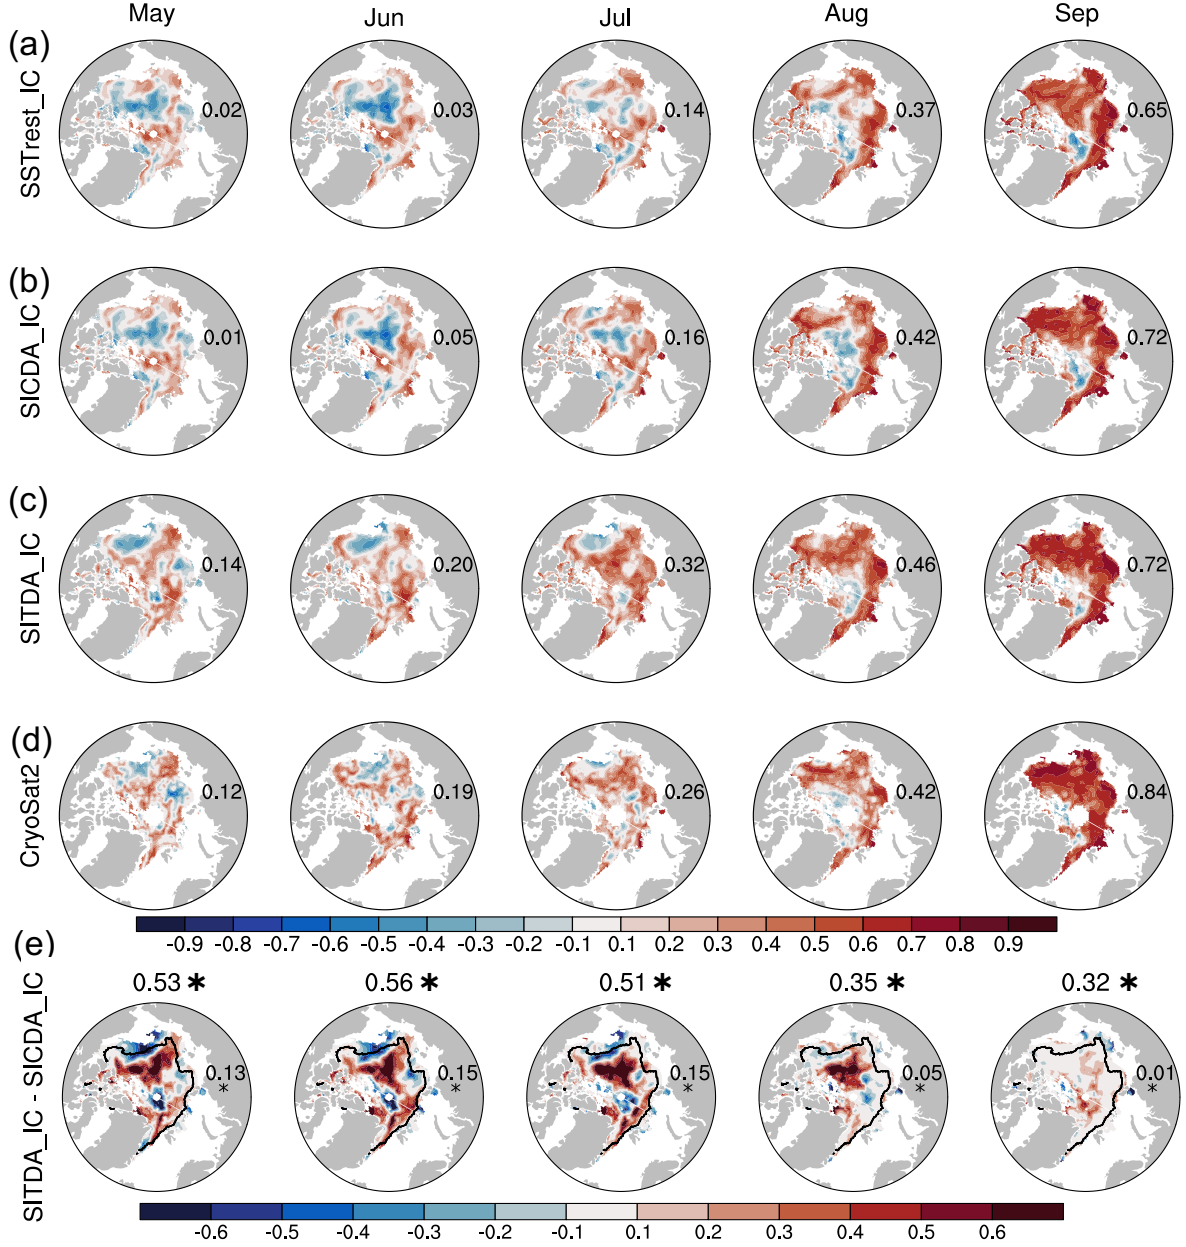 May Jun Jul Aug Sep
(a)
SSTrest_IC
0.02 0.03 0.14 0.37 0.65
(b)
SICDA_IC
0.01 0.05 0.16 0.42 0.72
(c)
SITDA_IC
0.14 0.20 0.32 0.46 0.72
(d)
CryoSat2
0.12 0.19 0.26 0.42 0.84
-0.9 -0.8 -0.7 -0.6 -0.5 -0.4 -0.3 -0.2 -0.1 0.1 0.2 0.3 0.4 0.5 0.6 0.7 0.8 0.9
(e)
SITDA_IC - SICDA_IC
0.53 * 0.56 * 0.51 * 0.35 * 0.32 *
0.13 0.15 0.15 0.05 0.01
* * * * *
-0.6 -0.5 -0.4 -0.3 -0.2 -0.1 0.1 0.2 0.3 0.4 0.5 0.6